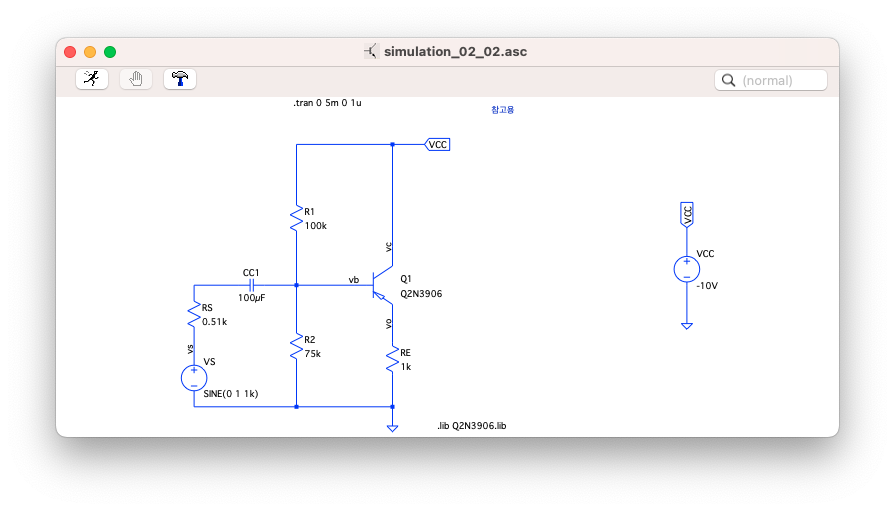 simulation_02_02.asc
(normal)
.tran 0 5m 0 1u
참고용
VCC
VCC
R1
100k
vc
VCC
-10V
CC1
100µF
vb
Q1
Q2N3906
RS
0.51k
vo
R2
75k
RE
1k
vs
VS
SINE(0 1 1k)
.lib Q2N3906.lib